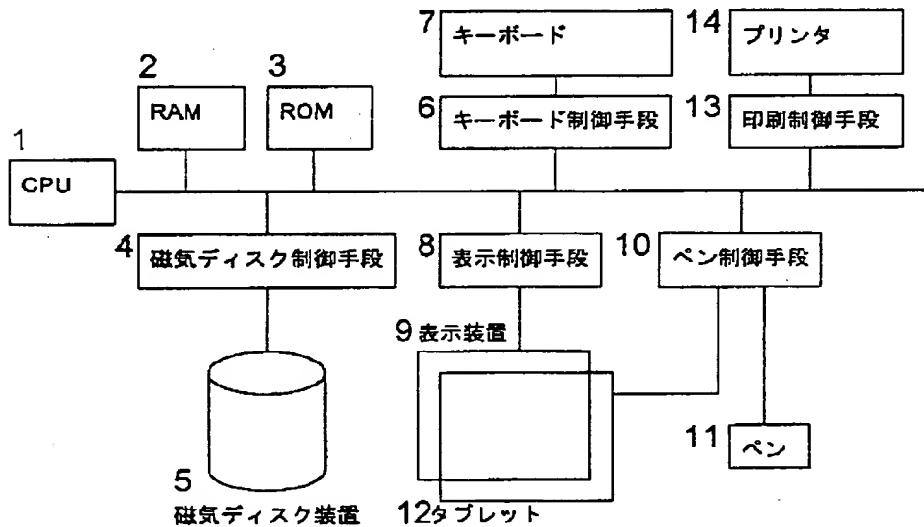 7
キーボード
14
プリンタ
2
RAM
3
ROM
6
キーボード制御手段
13
印刷制御手段
1
CPU
4
磁気ディスク制御手段
8
表示制御手段
10
ペン制御手段
9 表示装置
11
ペン
5
磁気ディスク装置
12タブレット